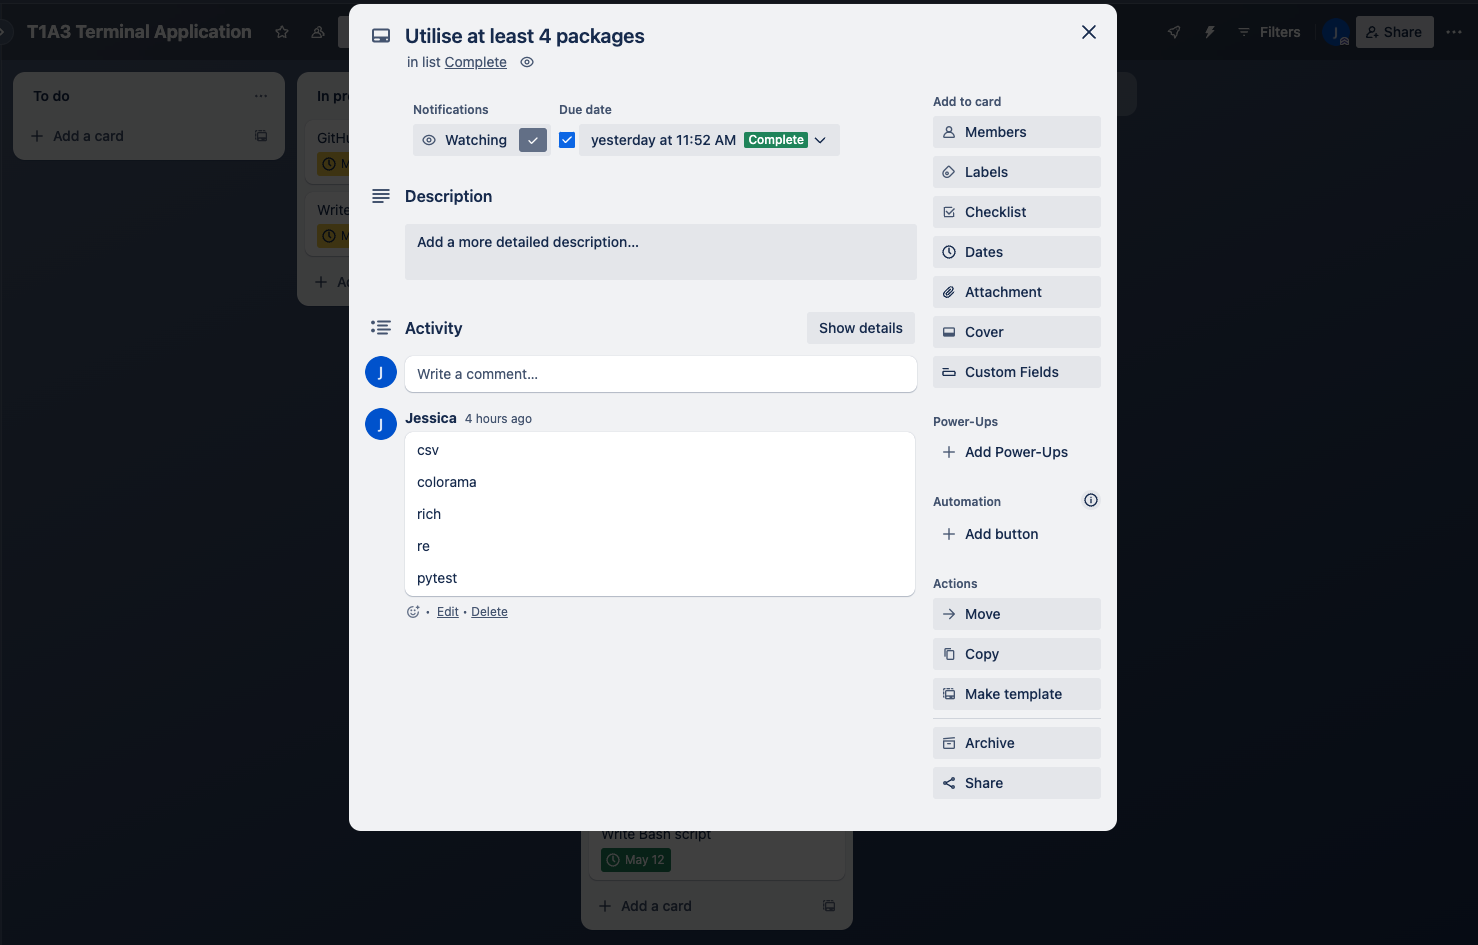 T1A3 Terminal Application
Filters
J
Share
To do
Add a card
In pr
GitHu
M
Write
M
Ad
Utilise at least 4 packages
in list Complete
Notifications
Due date
Watching
yesterday at 11:52 AM Complete
Description
Add a more detailed description...
Activity
Show details
J
Write a comment...
J
Jessica 4 hours ago
csv
colorama
rich
re
pytest
• Edit • Delete
Add to card
Members
Labels
Checklist
Dates
Attachment
Cover
Custom Fields
Power-Ups
Add Power-Ups
Automation
Add button
Actions
Move
Copy
Make template
Archive
Share
Write Bash script
May 12
Add a card